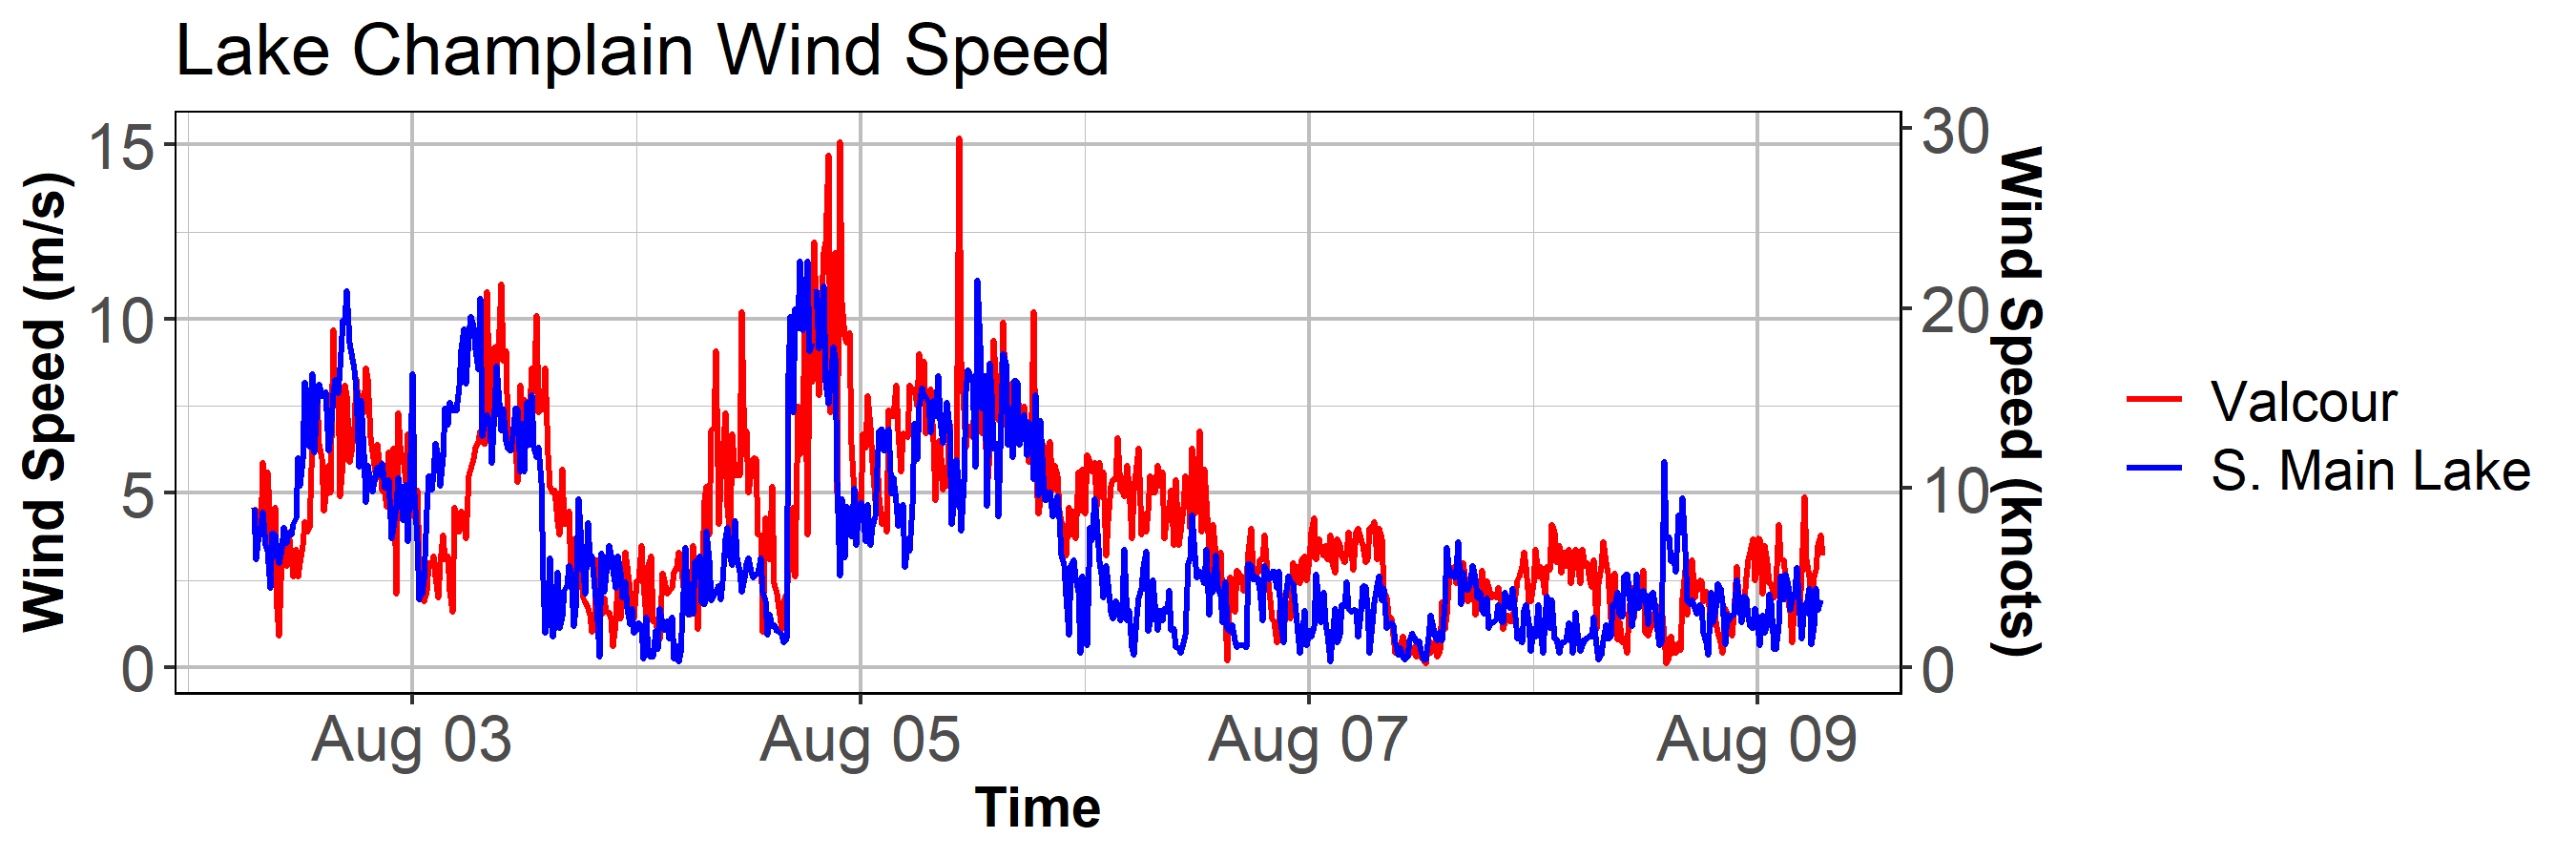 Lake Champlain Wind Speed
Wind Speed (m/s)
15
10
5
0
30
20
10
0
Wind Speed (knots)
Valcour
S. Main Lake
Aug 03 Aug 05 Aug 07 Aug 09
Time